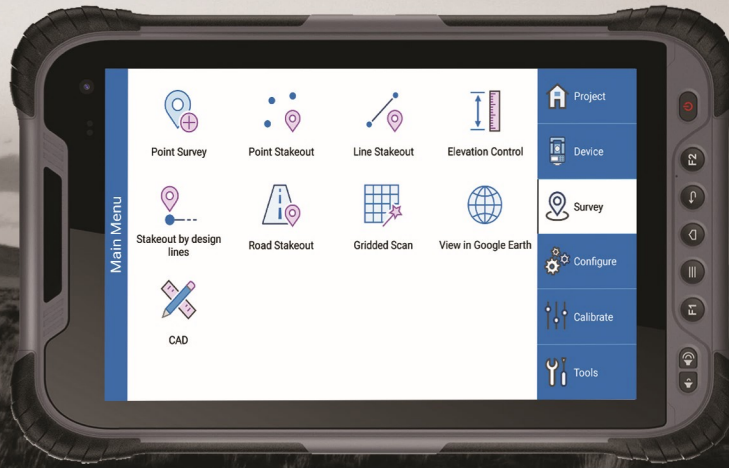 Main Menu
Point Survey
Point Stakeout
Line Stakeout
Elevation Control
Stakeout by design
lines
Road Stakeout
Gridded Scan
View in Google Earth
CAD
Project
Device
Survey
Configure
Calibrate
Tools
F2
F1